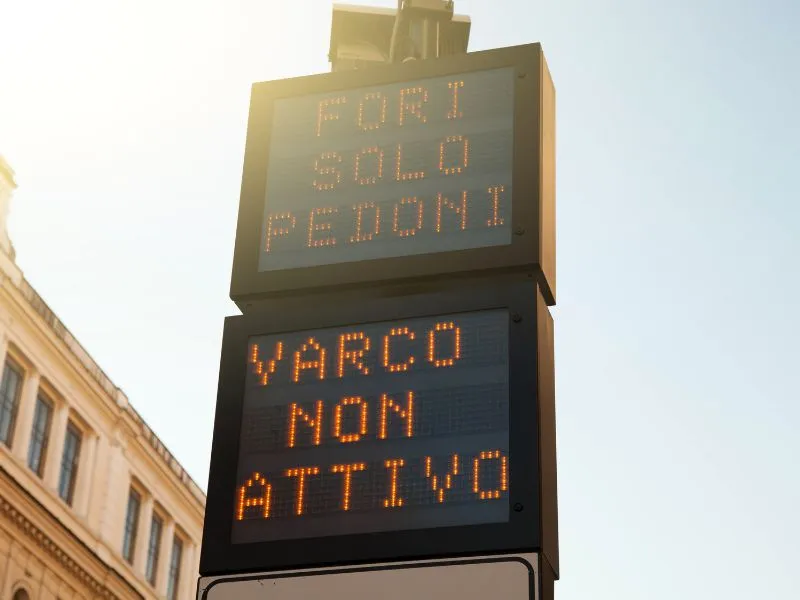 FORI
SOLO
PEDONI
VARCO
NON
ATTIVO